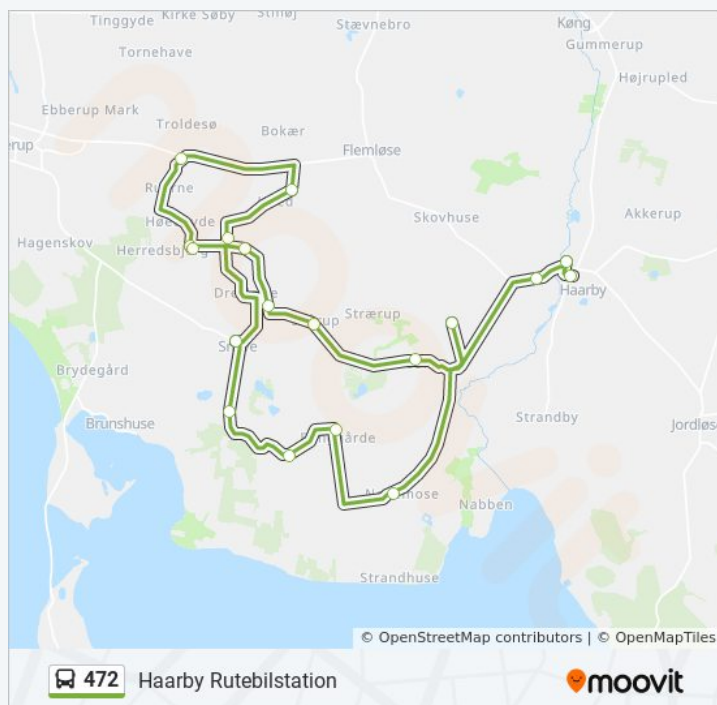 Tinggyde
Kirke Søby
Stævnebro
Køng
Gummerup
Tornehave
Højrupled
Ebberup Mark
Troldesø
Bokær
Flemløse
Skovhuse
Akkerup
Hagenskov
Haarby
Strærup
Brydegård
Brunshuse
Strandby
Jordløse
Nabben
Strandhuse
© OpenStreetMap contributors | © OpenMapTiles
472 Haarby Rutebilstation
moovit